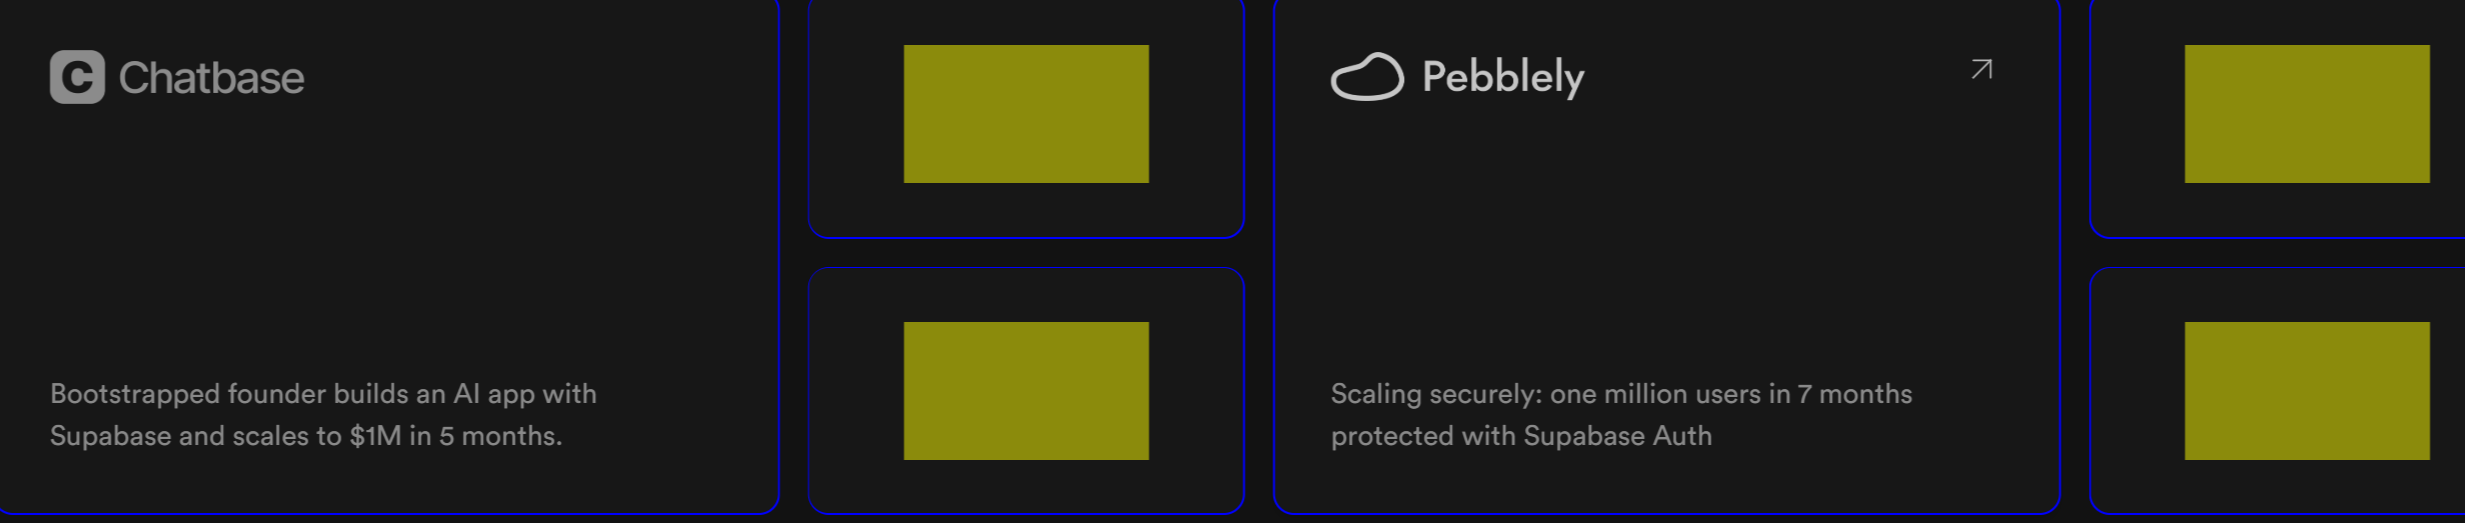 Chatbase
Bootstrapped founder builds an AI app with
Supabase and scales to $1M in 5 months.
Pebblely
Scaling securely: one million users in 7 months
protected with Supabase Auth